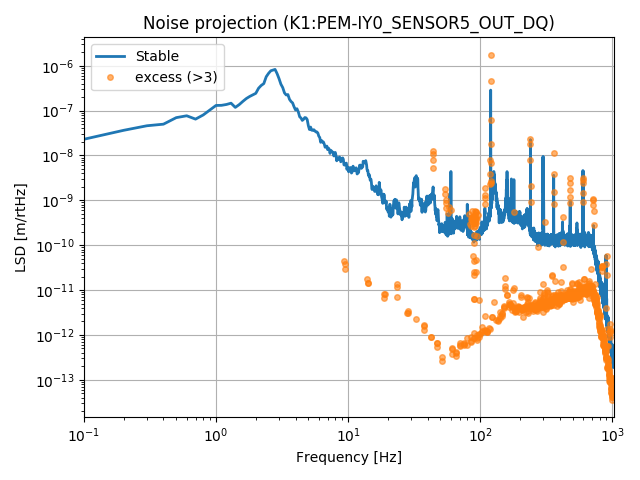 Noise projection (K1:PEM-IY0_SENSOR5_OUT_DQ)
Stable
excess (>3)
LSD [m/rtHz]
10⁻⁶
10⁻⁷
10⁻⁸
10⁻⁹
10⁻¹⁰
10⁻¹¹
10⁻¹²
10⁻¹³
10⁻¹ 10⁰ 10¹ 10² 10³
Frequency [Hz]